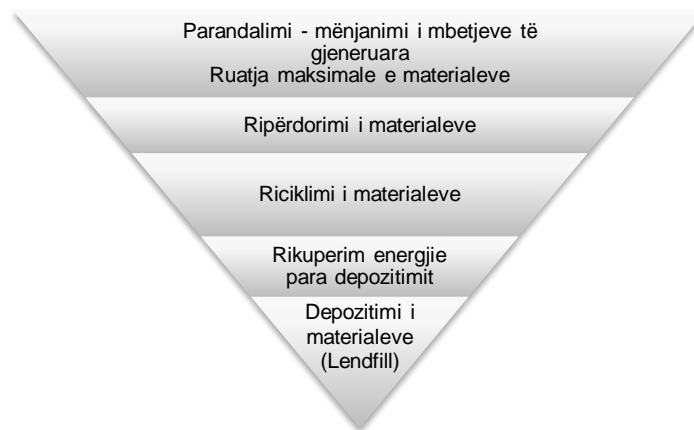 Parandalimi - mënjanimi i mbetjeve të
gjeneruara
Ruatja maksimale e materialeve
Ripërdorimi i materialeve
Riciklimi i materialeve
Rikuperim energjie
para depozitimit
Depozitimi i
materialeve
(Lendfill)